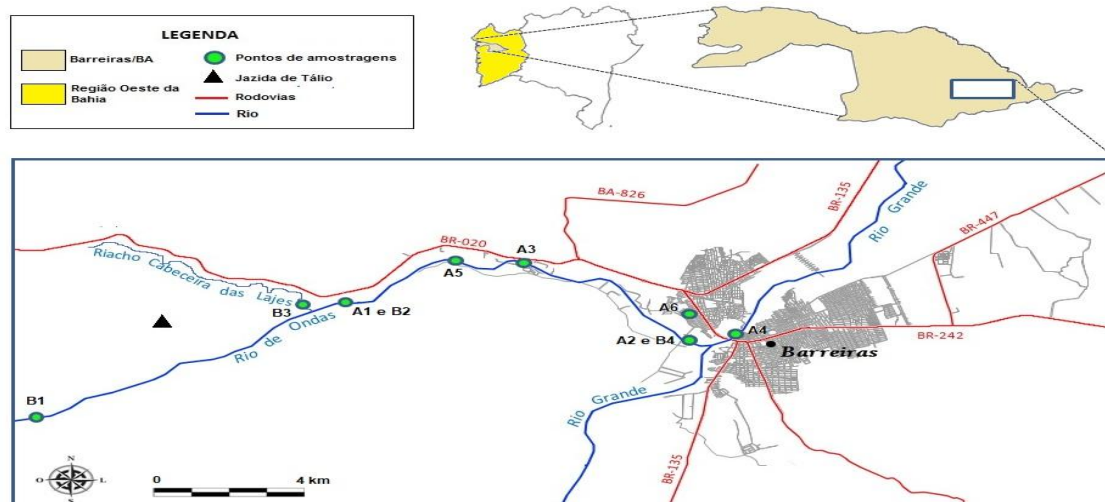 LEGENDA
Barreiras/BA
Região Oeste da
Bahia
Pontos de amostragens
Jazida de Tálio
Rodovias
Rio
BA-826
BR-135
Rio Grande
BR-447
Riacho Cabeceira das Lajes
BR-020
A3
A5
B3
A1 e B2
Rio de Ondas
A6
A4
A2 e B4
Barreiras
BR-242
B1
Rio Grande
BR-135
N
O
L
S
0
4 km